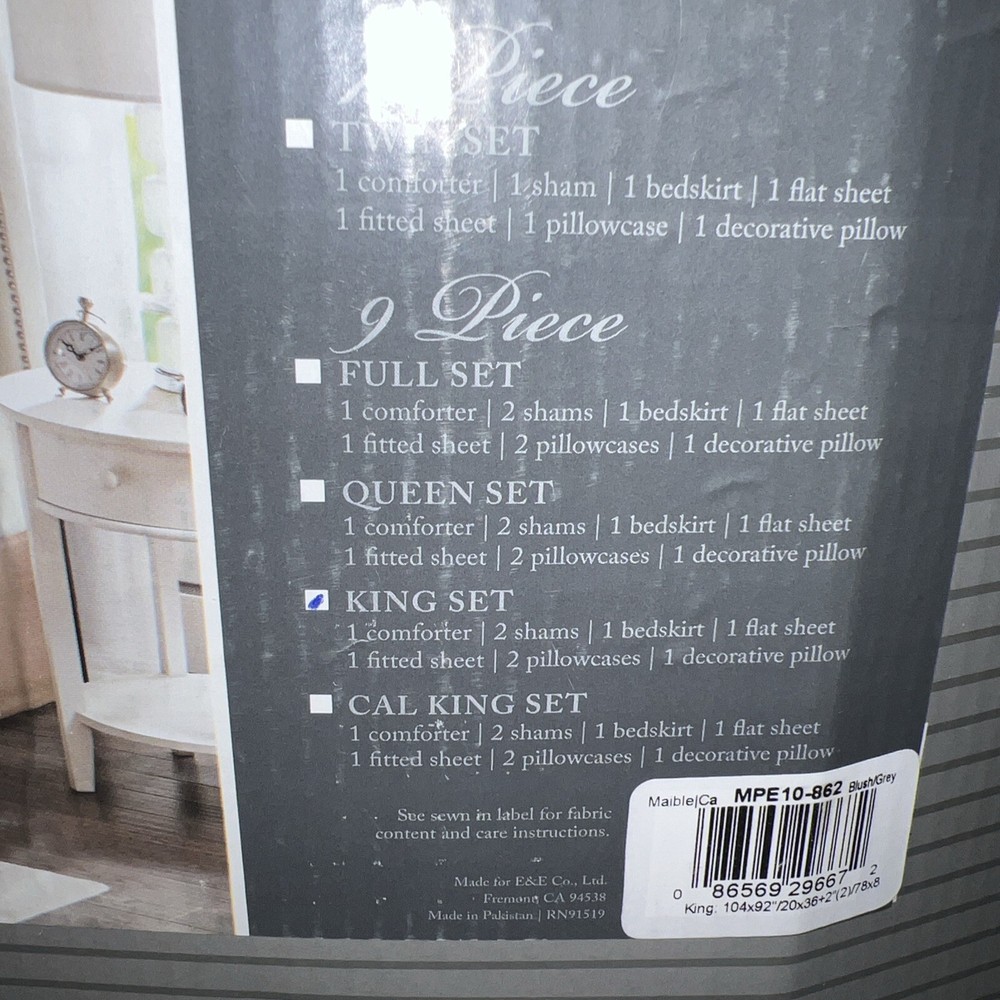 Piece
TWIN SET
1 comforter | 1 sham | 1 bedskirt | 1 flat sheet
1 fitted sheet | 1 pillowcase | 1 decorative pillow
9 Piece
FULL SET
1 comforter | 2 shams | 1 bedskirt | 1 flat sheet
1 fitted sheet | 2 pillowcases | 1 decorative pillow
QUEEN SET
1 comforter | 2 shams | 1 bedskirt | 1 flat sheet
1 fitted sheet | 2 pillowcases | 1 decorative pillow
KING SET
1 comforter | 2 shams | 1 bedskirt | 1 flat sheet
1 fitted sheet | 2 pillowcases | 1 decorative pillow
CAL KING SET
1 comforter | 2 shams | 1 bedskirt | 1 flat sheet
1 fitted sheet | 2 pillowcases | 1 decorative pillow
See sewn in label for fabric
content and care instructions.
Made for E&E Co., Ltd.
Fremont, CA 94538
Made in Pakistan | RN91519
Maible|Ca MPE10-862 Blush/Grey
0 86569 29667 2
King: 104x92"/20x36+2"(2)/78x8